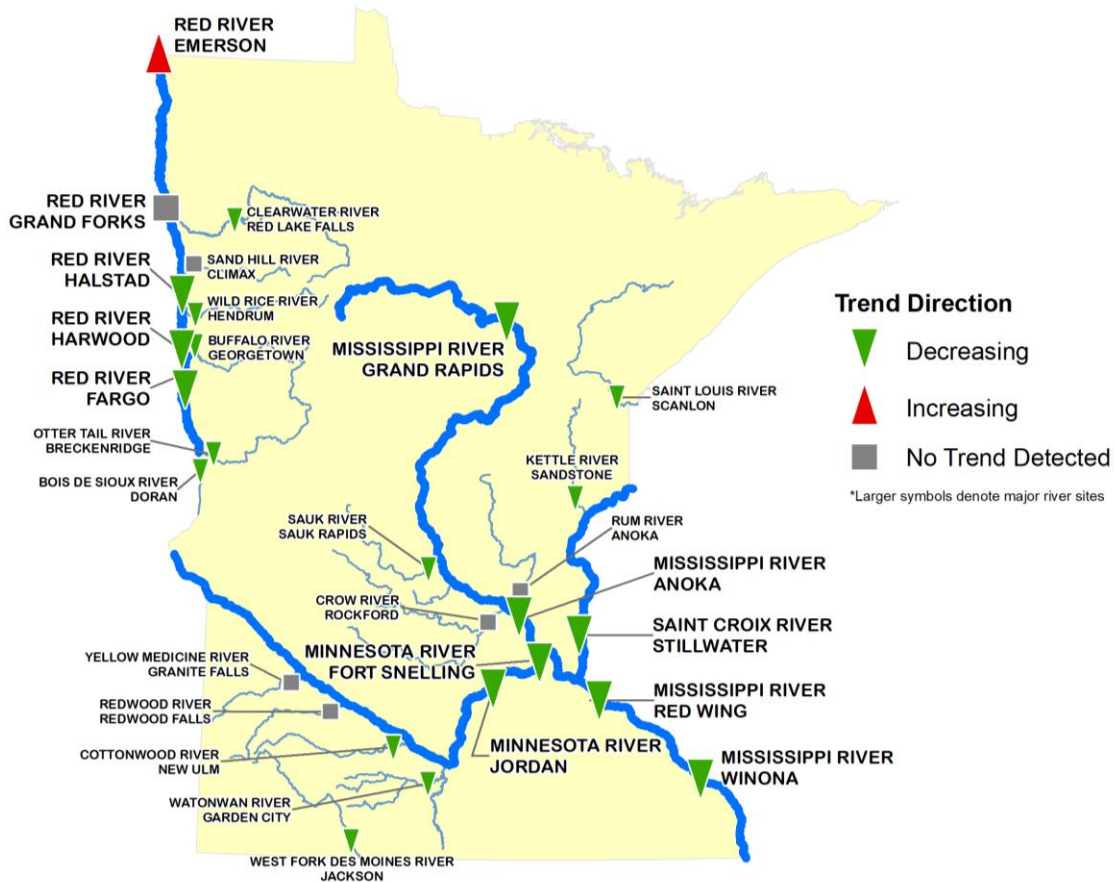 RED RIVER
EMERSON
RED RIVER
GRAND FORKS
CLEARWATER RIVER
RED LAKE FALLS
RED RIVER
HALSTAD
SAND HILL RIVER
CLIMAX
WILD RICE RIVER
HENDRUM
RED RIVER
HARWOOD
BUFFALO RIVER
GEORGETOWN
RED RIVER
FARGO
MISSISSIPPI RIVER
GRAND RAPIDS
Trend Direction
Decreasing
Increasing
No Trend Detected
*Larger symbols denote major river sites
SAINT LOUIS RIVER
SCANLON
OTTER TAIL RIVER
BRECKENRIDGE
BOIS DE SIOUX RIVER
DORAN
KETTLE RIVER
SANDSTONE
SAUK RIVER
SAUK RAPIDS
RUM RIVER
ANOKA
MISSISSIPPI RIVER
ANOKA
CROW RIVER
ROCKFORD
SAINT CROIX RIVER
STILLWATER
MINNESOTA RIVER
FORT SNELLING
YELLOW MEDICINE RIVER
GRANITE FALLS
MISSISSIPPI RIVER
RED WING
REDWOOD RIVER
REDWOOD FALLS
MINNESOTA RIVER
JORDAN
COTTONWOOD RIVER
NEW ULM
MISSISSIPPI RIVER
WINONA
WATONWAN RIVER
GARDEN CITY
WEST FORK DES MOINES RIVER
JACKSON